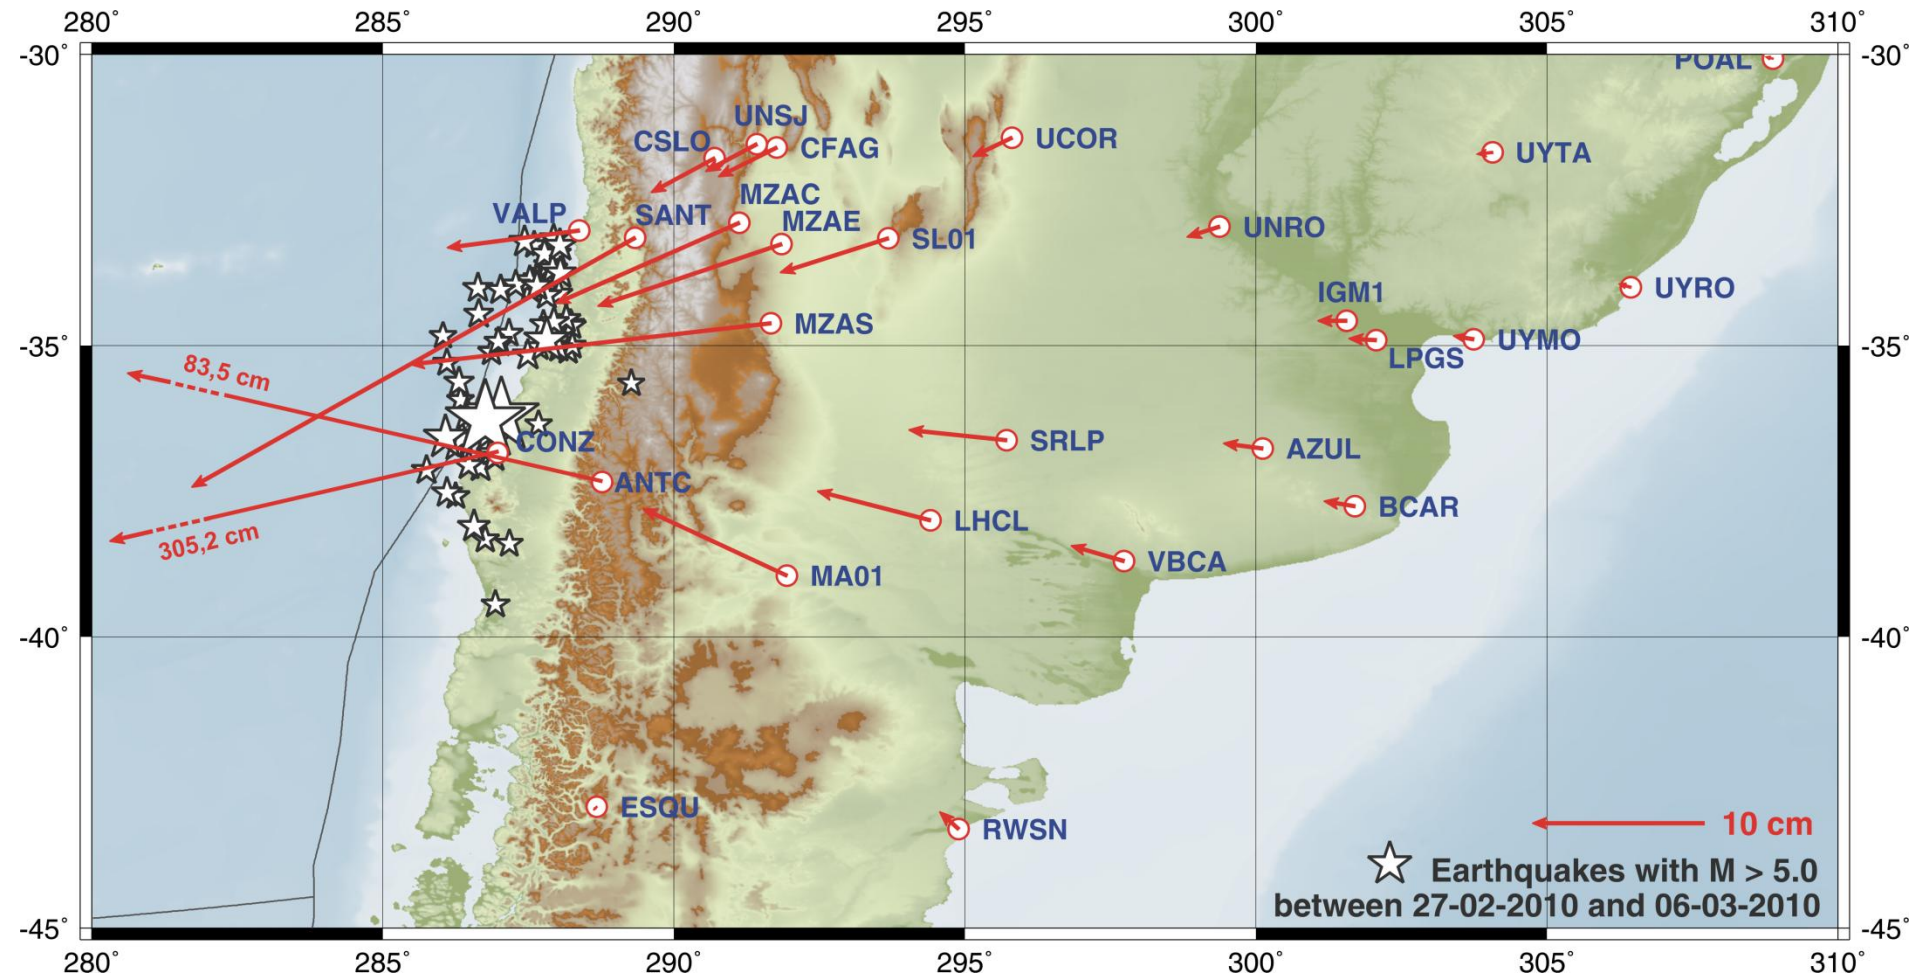 280° 285° 290° 295° 300° 305° 310°
-30° -30°
POAL
UNSJ
CSLO
CFAG
UCOR
UYTA
MZAC
VALP
SANT
MZAE
UNRO
SL01
UYRO
IGM1
MZAS
UYMO
-35° -35°
LPGS
83,5 cm
CONZ
SRLP
AZUL
ANTC
BCAR
LHCL
305,2 cm
VBCA
MA01
-40° -40°
ESQU
RWSN
10 cm
Earthquakes with M > 5.0
between 27-02-2010 and 06-03-2010
-45° -45°
280° 285° 290° 295° 300° 305° 310°